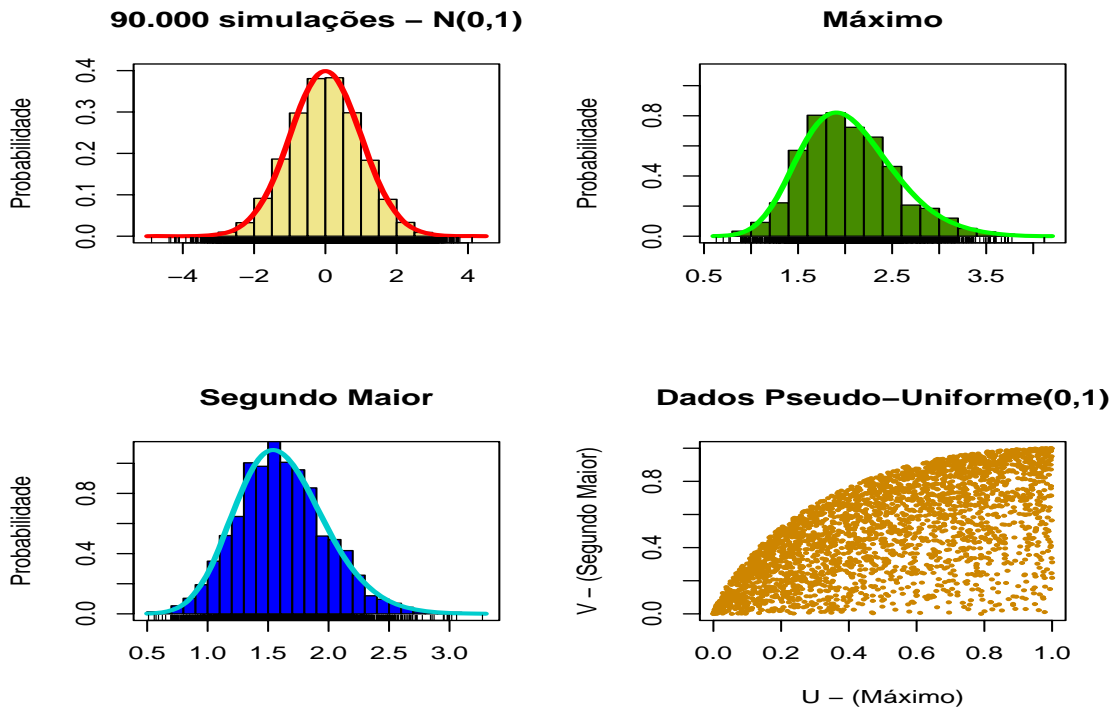 90.000 simulações − N(0,1)
Probabilidade
0.0 0.1 0.2 0.3 0.4
−4 −2 0 2 4
Máximo
Probabilidade
0.0 0.4 0.8
0.5 1.5 2.5 3.5
Segundo Maior
Probabilidade
0.0 0.4 0.8
0.5 1.0 1.5 2.0 2.5 3.0
Dados Pseudo−Uniforme(0,1)
V − (Segundo Maior)
0.0 0.4 0.8
0.0 0.2 0.4 0.6 0.8 1.0
U − (Máximo)